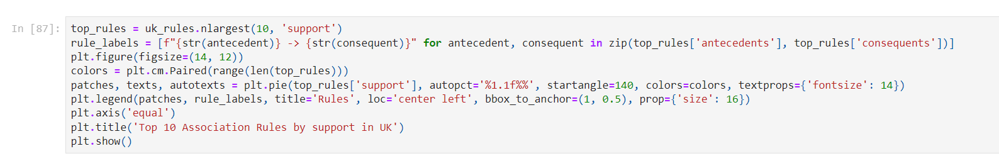 In [87]: top_rules = uk_rules.nlargest(10, 'support')
rule_labels = [f"{str(antecedent)} -> {str(consequent)}" for antecedent, consequent in zip(top_rules['antecedents'], top_rules['consequents'])]
plt.figure(figsize=(14, 12))
colors = plt.cm.Paired(range(len(top_rules)))
patches, texts, autotexts = plt.pie(top_rules['support'], autopct='%1.1f%%', startangle=140, colors=colors, textprops={'fontsize': 14})
plt.legend(patches, rule_labels, title='Rules', loc='center left', bbox_to_anchor=(1, 0.5), prop={'size': 16})
plt.axis('equal')
plt.title('Top 10 Association Rules by support in UK')
plt.show()